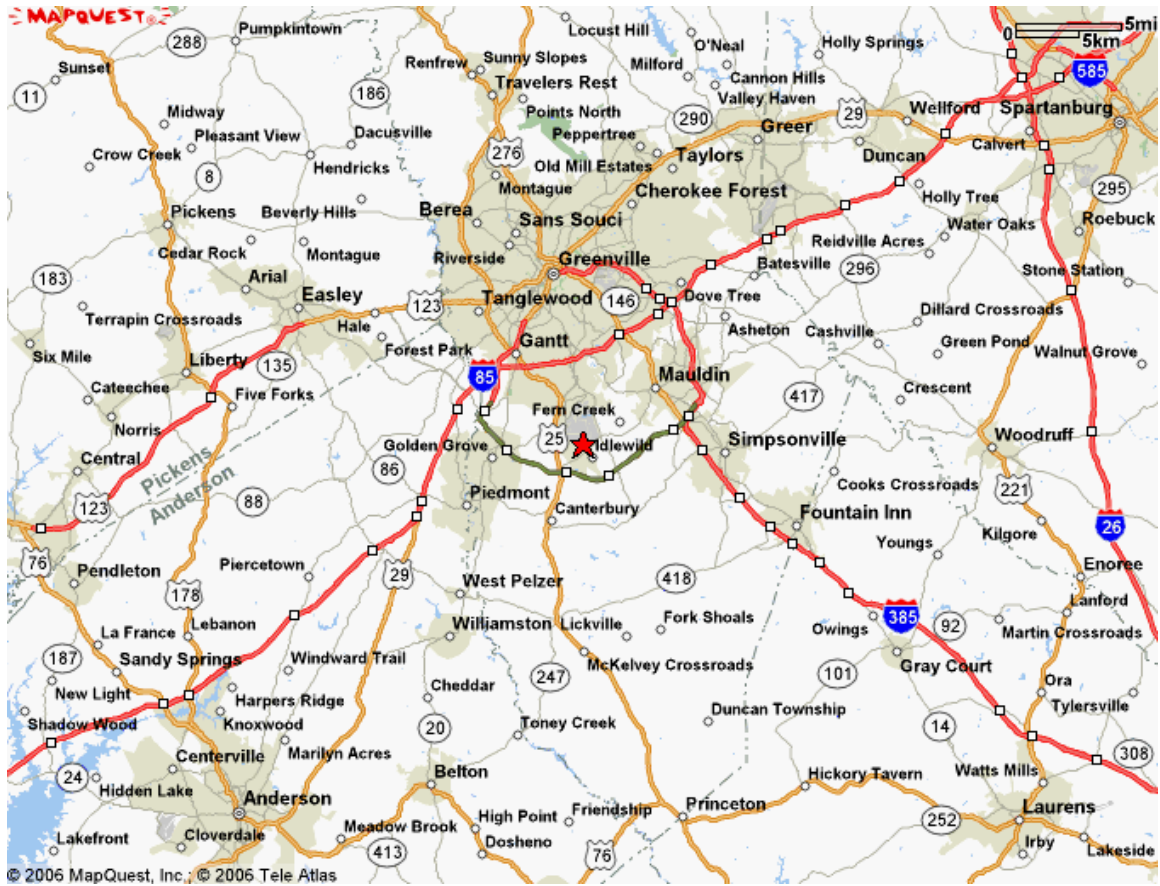 MAPQUEST
5mi
0
5km
Pumpkintown
Locust Hill
288
O'Neal
Holly Springs
Renfrew
Sunny Slopes
Milford
Cannon Hills
585
Sunset
Travelers Rest
Valley Haven
11
186
Points North
290
Wellford
Spartanburg
Midway
Peppertree
Greer
29
Pleasant View
Dacusville
276
Taylors
Calvert
Crow Creek
Hendricks
Old Mill Estates
Duncan
8
Montague
Cherokee Forest
Holly Tree
295
Pickens
Beverly Hills
Berea
Sans Souci
Water Oaks
Roebuck
Cedar Rock
Montague
Riverside
Greenville
Reidville Acres
183
Arial
Batesville
296
Stone Station
Easley
123
Tanglewood
146
Dove Tree
Terrapin Crossroads
Hale
Dillard Crossroads
Asheton
Cashville
Six Mile
Forest Park
Gantt
Green Pond
Walnut Grove
Liberty
135
85
Mauldin
Cateechee
Five Forks
417
Crescent
Norris
Fern Creek
Golden Grove
25
Idlewild
Simpsonville
Woodruff
Central
Pickens
86
Anderson
Piedmont
Cooks Crossroads
88
221
123
Canterbury
Fountain Inn
26
76
Youngs
Kilgore
Pendleton
Piercetown
29
418
Enoree
178
West Pelzer
385
Lanford
La France
Lebanon
Williamston
Lickville
Fork Shoals
Owings
92
Martin Crossroads
187
Sandy Springs
Windward Trail
McKelvey Crossroads
Gray Court
New Light
Harpers Ridge
Cheddar
247
101
Ora
Shadow Wood
Knoxwood
20
Toney Creek
Duncan Township
Tylersville
Marilyn Acres
14
308
Centerville
24
Belton
Hickory Tavern
Watts Mills
Hidden Lake
Anderson
High Point
Friendship
Princeton
Laurens
252
Lakefront
Cloverdale
Meadow Brook
Dosheno
Irby
Lakeside
413
76
© 2006 MapQuest, Inc.; © 2006 Tele Atlas